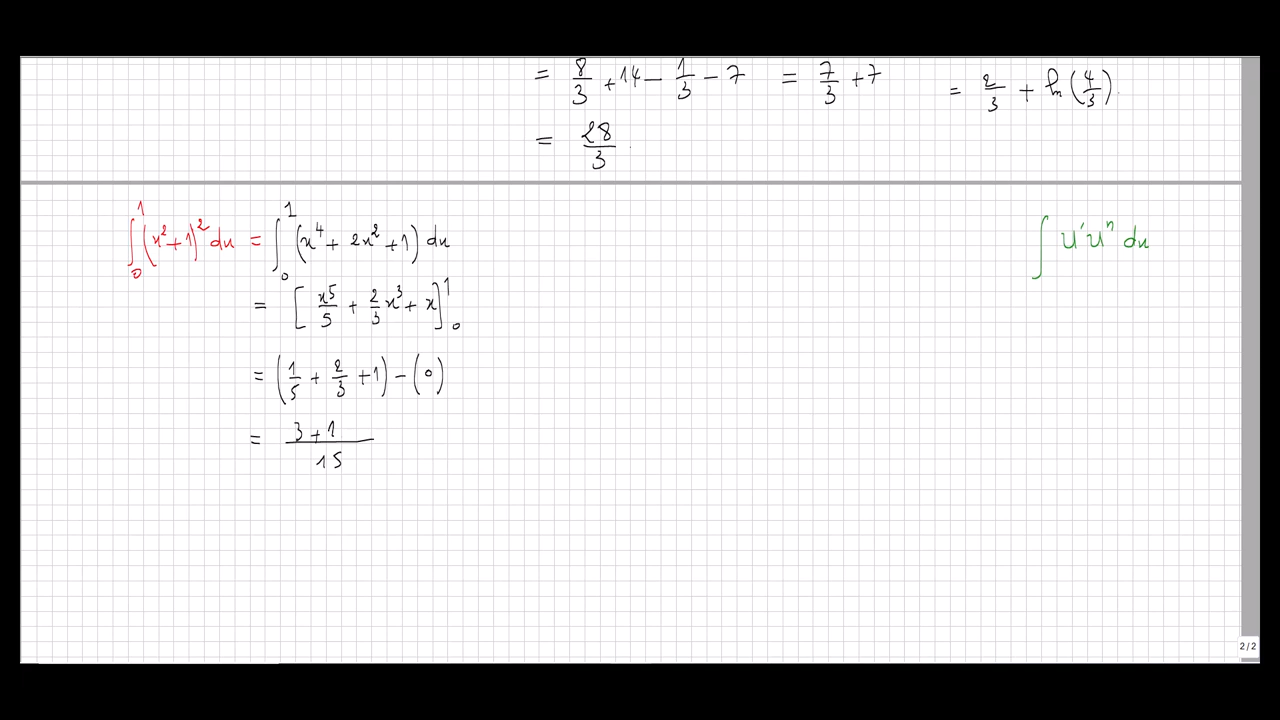 = 8/3 + 14 - 1/3 - 7 = 7/3 + 7
= 2/3 + ln(4/3).
= 28/3.
∫₀¹ (x² + 1)² dx = ∫₀¹ (x⁴ + 2x² + 1) dx
∫ U' Uⁿ dx
= [x⁵/5 + 2/3 x³ + x]₀¹
= (1/5 + 2/3 + 1) - (0)
= 3 + 1 / 15
2/2